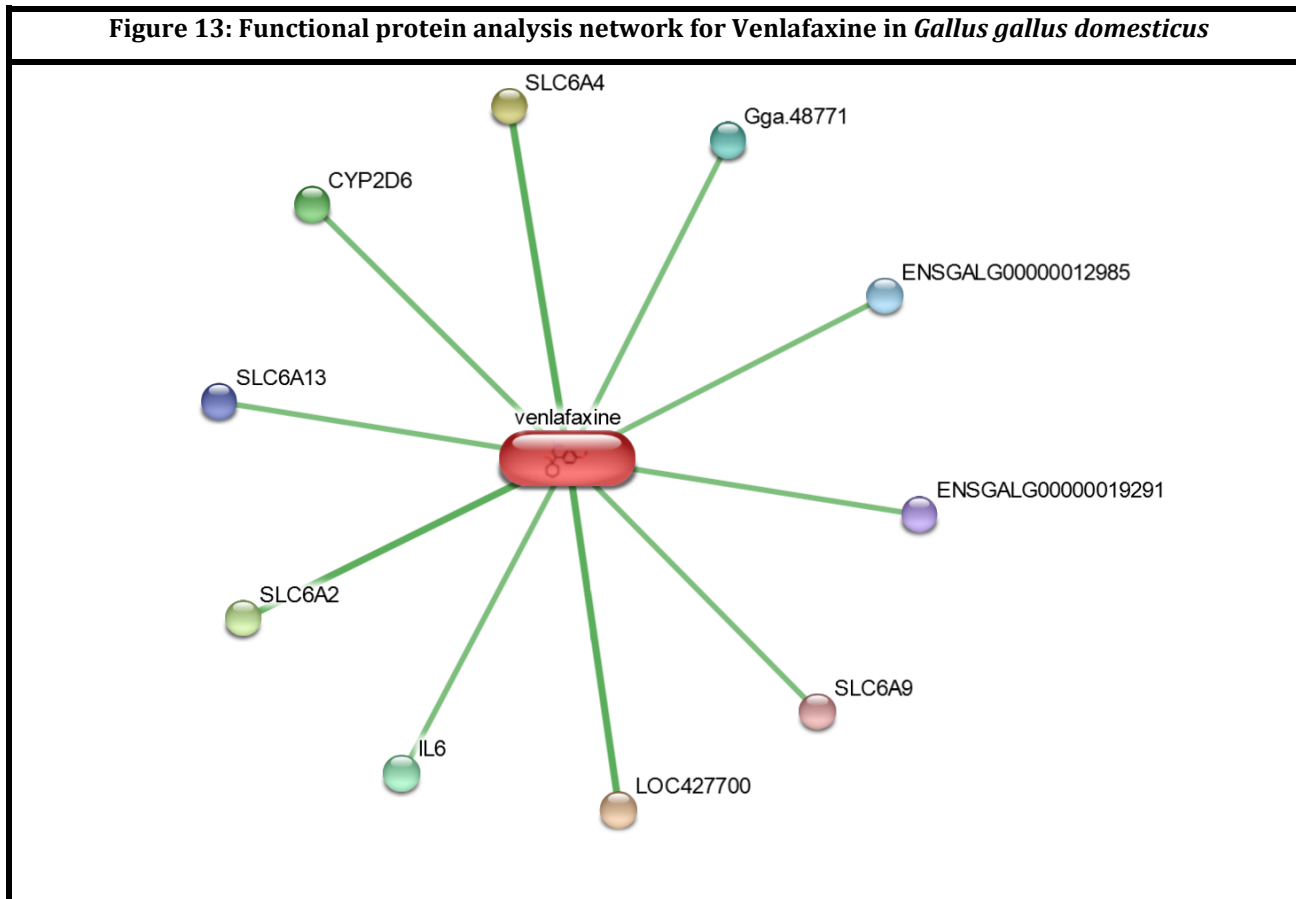 Figure 13: Functional protein analysis network for Venlafaxine in Gallus gallus domesticus
SLC6A4
Gga.48771
CYP2D6
ENSGALG00000012985
SLC6A13
venlafaxine
ENSGALG00000019291
SLC6A2
SLC6A9
IL6
LOC427700